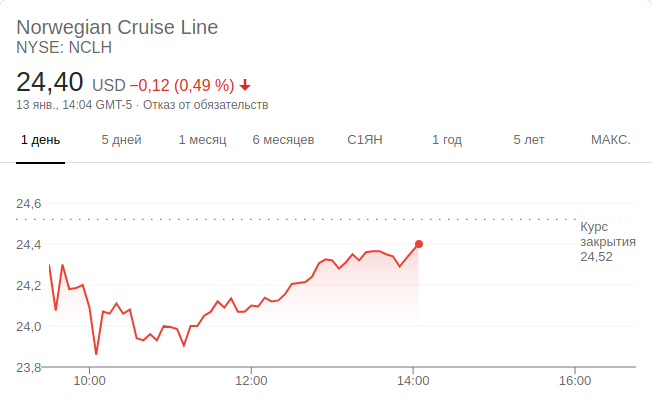 Norwegian Cruise Line
NYSE: NCLH
24,40 USD −0,12 (0,49 %)
13 янв., 14:04 GMT-5 · Отказ от обязательств
1 день 5 дней 1 месяц 6 месяцев С1ЯН 1 год 5 лет МАКС.
24,6
Курс
закрытия
24,52
24,4
24,2
24,0
23,8
10:00 12:00 14:00 16:00